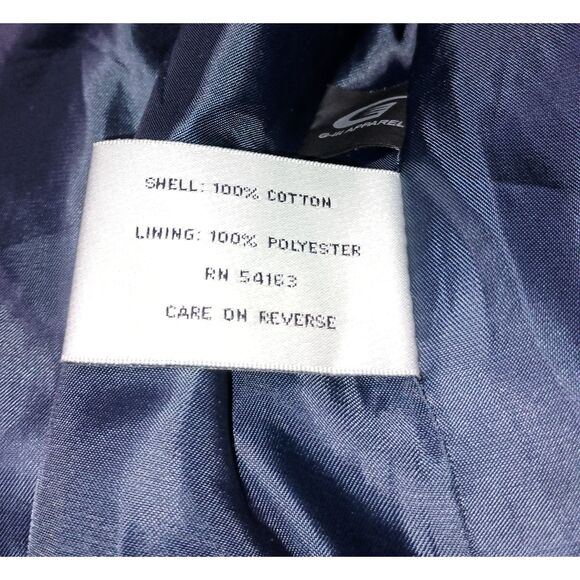 G-III APPAREL
SHELL: 100% COTTON
LINING: 100% POLYESTER
RN 54163
CARE ON REVERSE